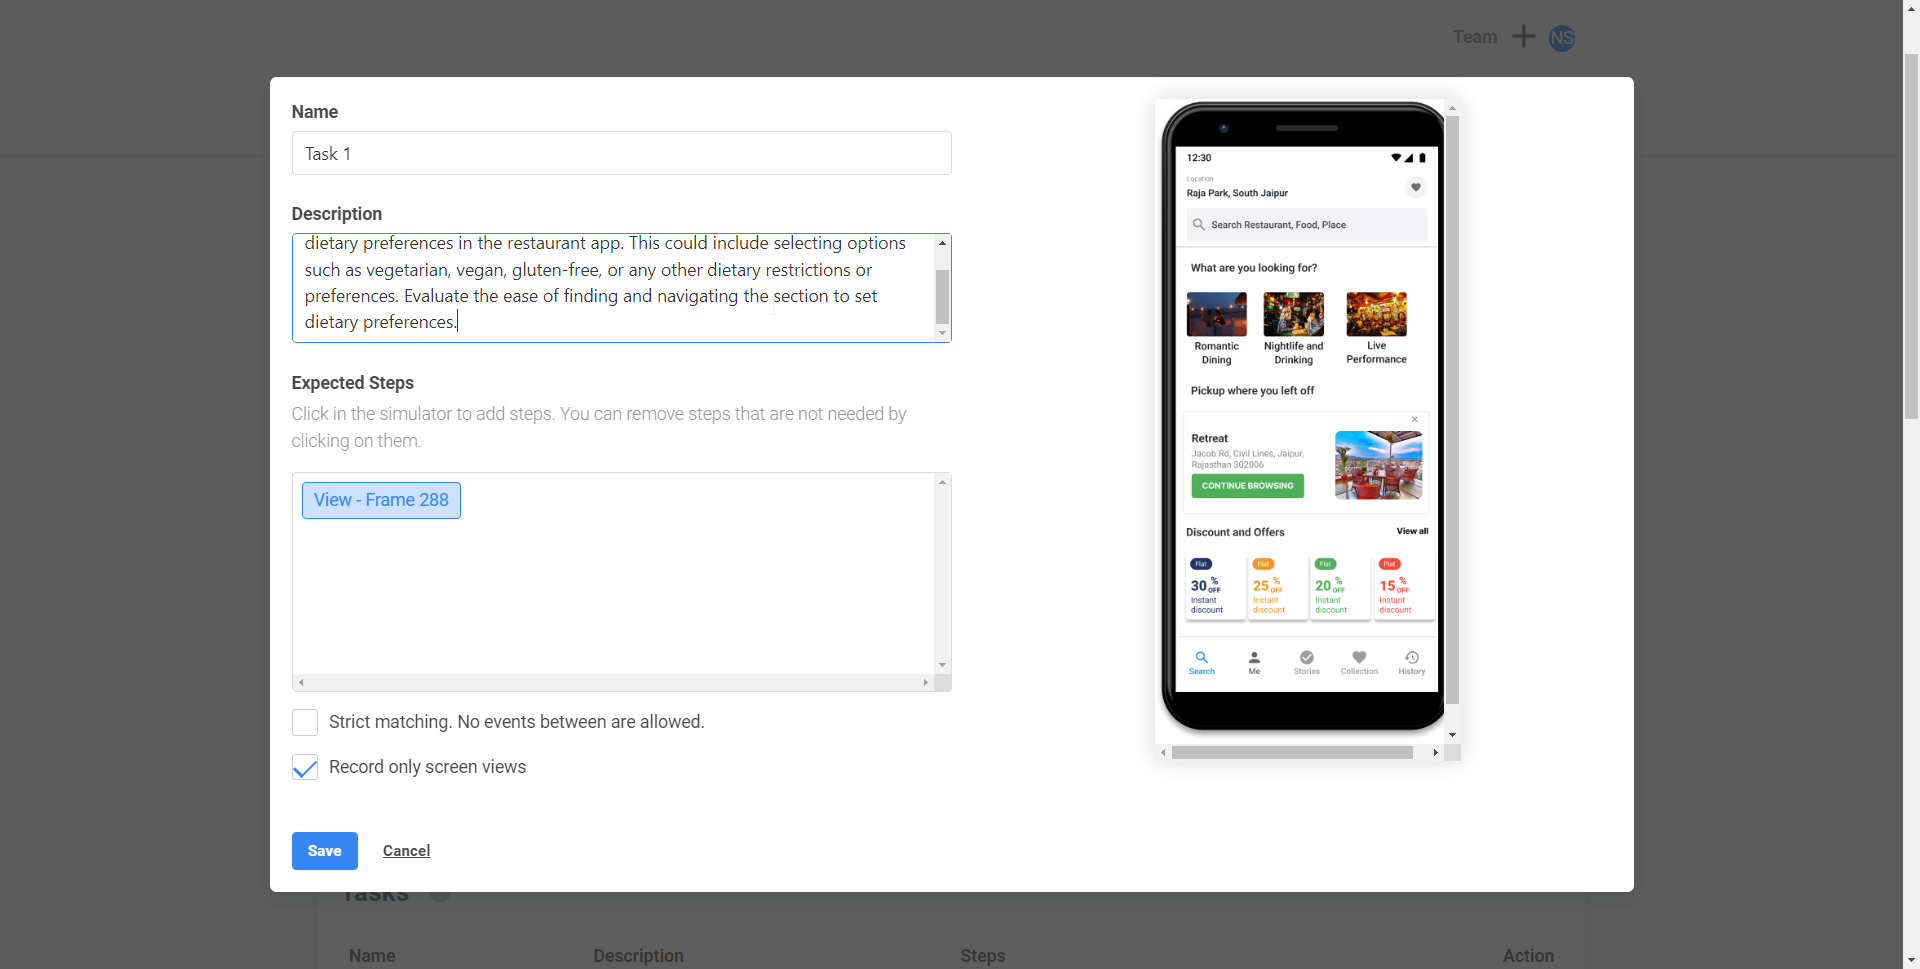 Team
NS
Name
Task 1
Description
dietary preferences in the restaurant app. This could include selecting options
such as vegetarian, vegan, gluten-free, or any other dietary restrictions or
preferences. Evaluate the ease of finding and navigating the section to set
dietary preferences.
Expected Steps
Click in the simulator to add steps. You can remove steps that are not needed by
clicking on them.
View - Frame 288
Strict matching. No events between are allowed.
Record only screen views
Save
Cancel
12:30
Location
Raja Park, South Jaipur
Search Restaurant, Food, Place
What are you looking for?
Romantic
Dining
Nightlife and
Drinking
Live
Performance
Pickup where you left off
Retreat
Jacob Rd, Civil Lines, Jaipur,
Rajasthan 302006
CONTINUE BROWSING
Discount and Offers
View all
Flat
30 % OFF
Instant
discount
Flat
25 % OFF
Instant
discount
Flat
20 % OFF
Instant
discount
Flat
15 % OFF
Instant
discount
Search
Me
Stories
Collection
History
Tasks
Name
Description
Steps
Action